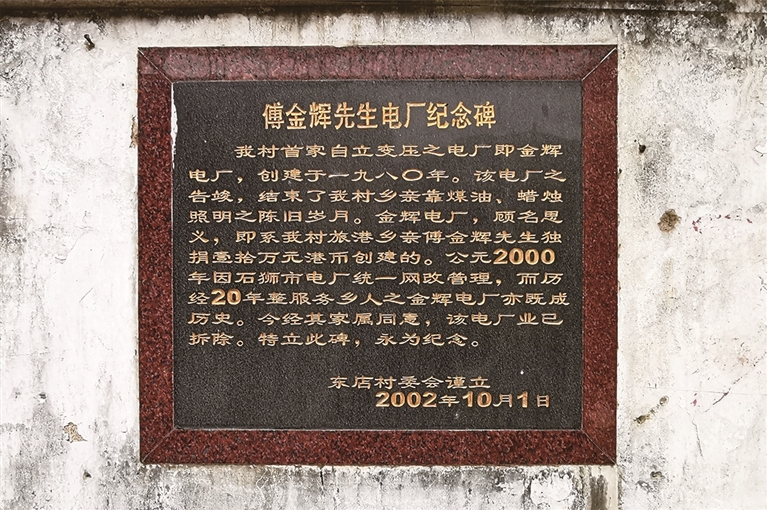 傅金辉先生电厂纪念碑
我村首家自立变压之电厂即金辉
电厂，创建于一九八〇年。该电厂之
告竣，结束了我村乡亲靠煤油、蜡烛
照明之陈旧岁月。金辉电厂，顾名思
义，即系我村旅港乡亲傅金辉先生独
捐壹拾万元港币创建的。公元2000
年因石狮市电厂统一网改管理，而历
经20年整服务乡人之金辉电厂亦既成
历史。今经其家属同意，该电厂业已
折除。特立此碑，永为纪念。
东店村委会谨立
2002年10月1日